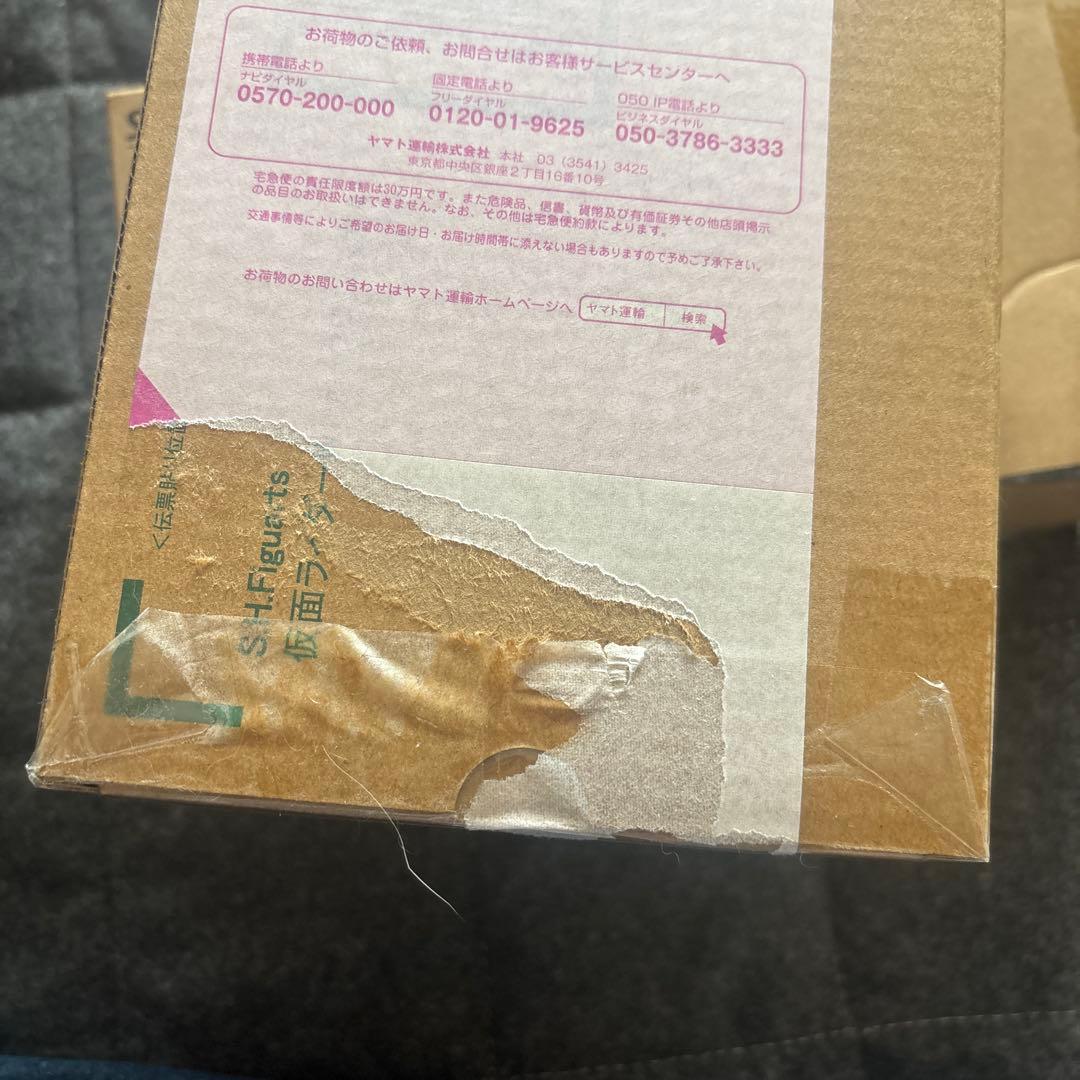 お荷物のご依頼、お問合せはお客様サービスセンターへ
携帯電話より
ナビダイヤル
0570-200-000
固定電話より
フリーダイヤル
0120-01-9625
050 IP電話より
ビジネスダイヤル
050-3786-3333
ヤマト運輸株式会社 本社 03 (3541) 3425
東京都中央区銀座2丁目16番10号
宅急便の責任限度額は30万円です。また危険品、信書、貨幣及び有価証券その他店頭掲示
の品目のお取扱いはできません。なお、その他は宅急便約款によります。
交通事情等によりご希望のお届け日・お届け時間帯に添えない場合もありますので予めご了承下さい。
お荷物のお問い合わせはヤマト運輸ホームページへ ヤマト運輸 検索
<伝票貼り位
S.H.Figuarts
仮面ライダー